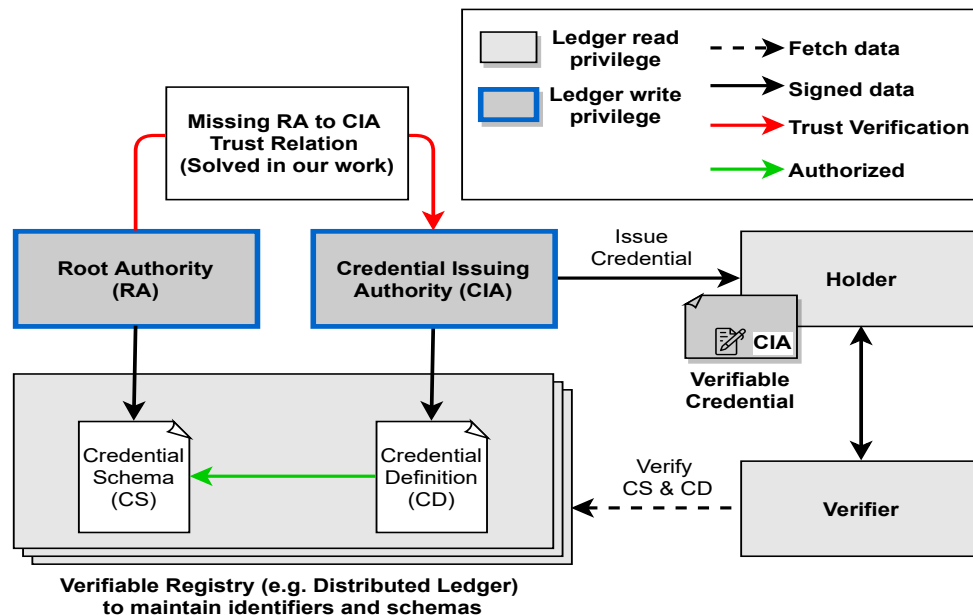 Ledger read
privilege
Ledger write
privilege
Fetch data
Signed data
Trust Verification
Authorized
Missing RA to CIA
Trust Relation
(Solved in our work)
Root Authority
(RA)
Credential Issuing
Authority (CIA)
Issue
Credential
Holder
CIA
Verifiable
Credential
Credential
Schema
(CS)
Credential
Definition
(CD)
Verify
CS & CD
Verifier
Verifiable Registry (e.g. Distributed Ledger)
to maintain identifiers and schemas